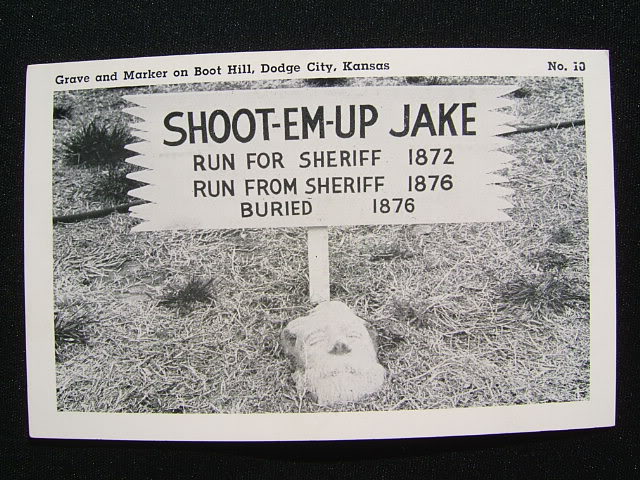 Grave and Marker on Boot Hill, Dodge City, Kansas No. 10
SHOOT-EM-UP JAKE
RUN FOR SHERIFF 1872
RUN FROM SHERIFF 1876
BURIED 1876